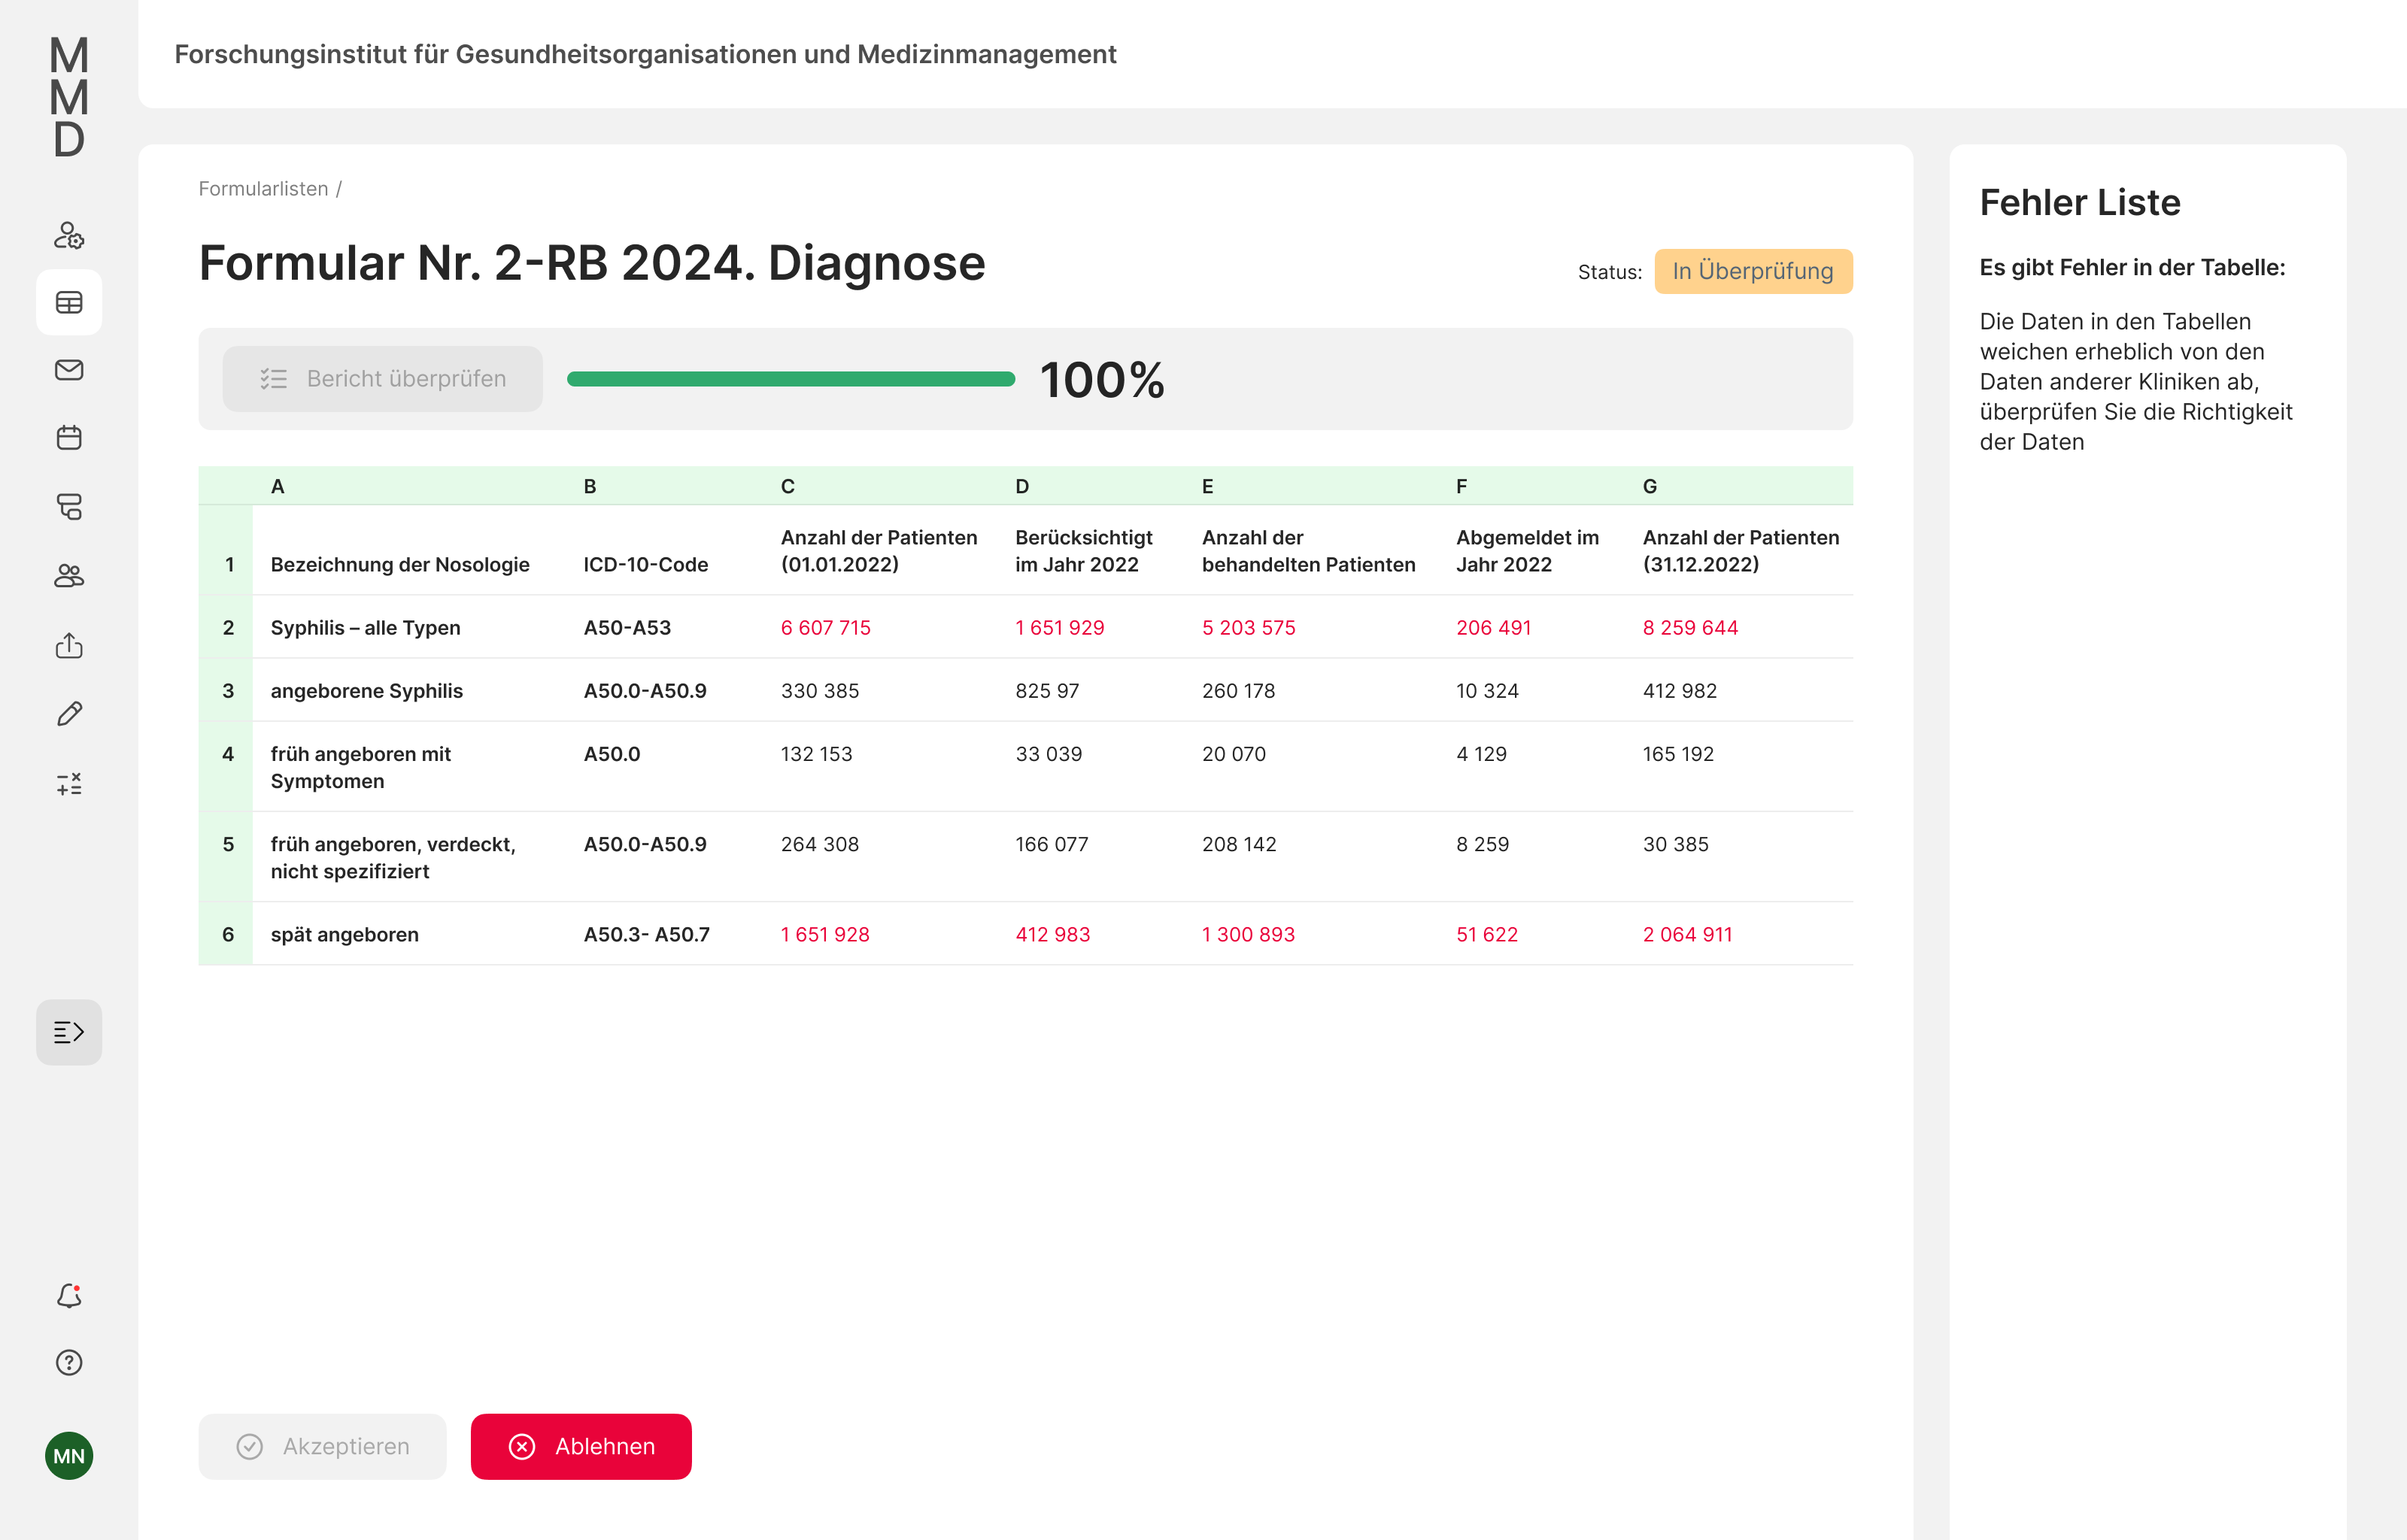 M
M
D
Forschungsinstitut für Gesundheitsorganisationen und Medizinmanagement
Formularlisten /
Formular Nr. 2-RB 2024. Diagnose
Status: In Überprüfung
Bericht überprüfen 100%
A B C D E F G
1 Bezeichnung der Nosologie ICD-10-Code Anzahl der Patienten (01.01.2022) Berücksichtigt im Jahr 2022 Anzahl der behandelten Patienten Abgemeldet im Jahr 2022 Anzahl der Patienten (31.12.2022)
2 Syphilis – alle Typen A50-A53 6 607 715 1 651 929 5 203 575 206 491 8 259 644
3 angeborene Syphilis A50.0-A50.9 330 385 825 97 260 178 10 324 412 982
4 früh angeboren mit Symptomen A50.0 132 153 33 039 20 070 4 129 165 192
5 früh angeboren, verdeckt, nicht spezifiziert A50.0-A50.9 264 308 166 077 208 142 8 259 30 385
6 spät angeboren A50.3- A50.7 1 651 928 412 983 1 300 893 51 622 2 064 911
Akzeptieren Ablehnen
Fehler Liste
Es gibt Fehler in der Tabelle:
Die Daten in den Tabellen
weichen erheblich von den
Daten anderer Kliniken ab,
überprüfen Sie die Richtigkeit
der Daten
MN